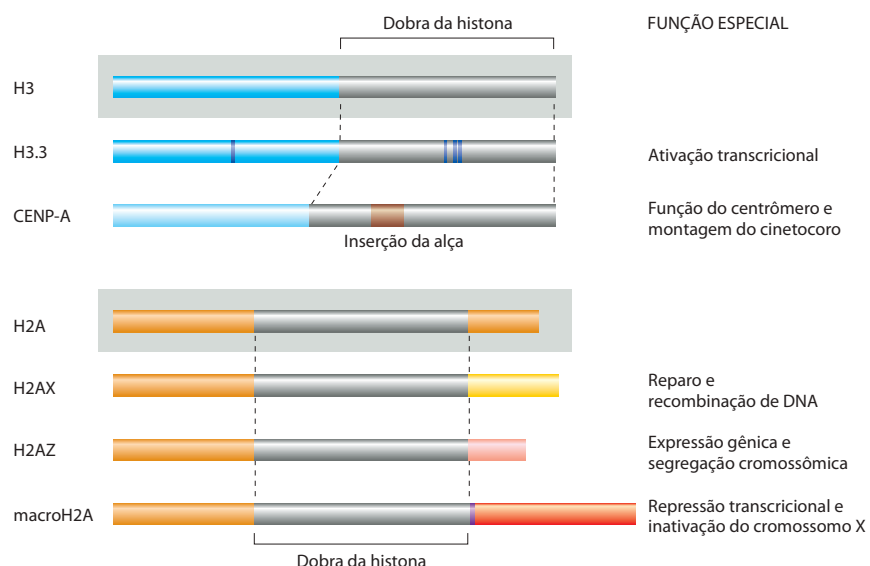 Dobra da histona
FUNÇÃO ESPECIAL
H3
H3.3
Ativação transcricional
CENP-A
Função do centrômero e
montagem do cinetocoro
Inserção da alça
H2A
H2AX
Reparo e
recombinação de DNA
H2AZ
Expressão gênica e
segregação cromossômica
macroH2A
Repressão transcricional e
inativação do cromossomo X
Dobra da histona